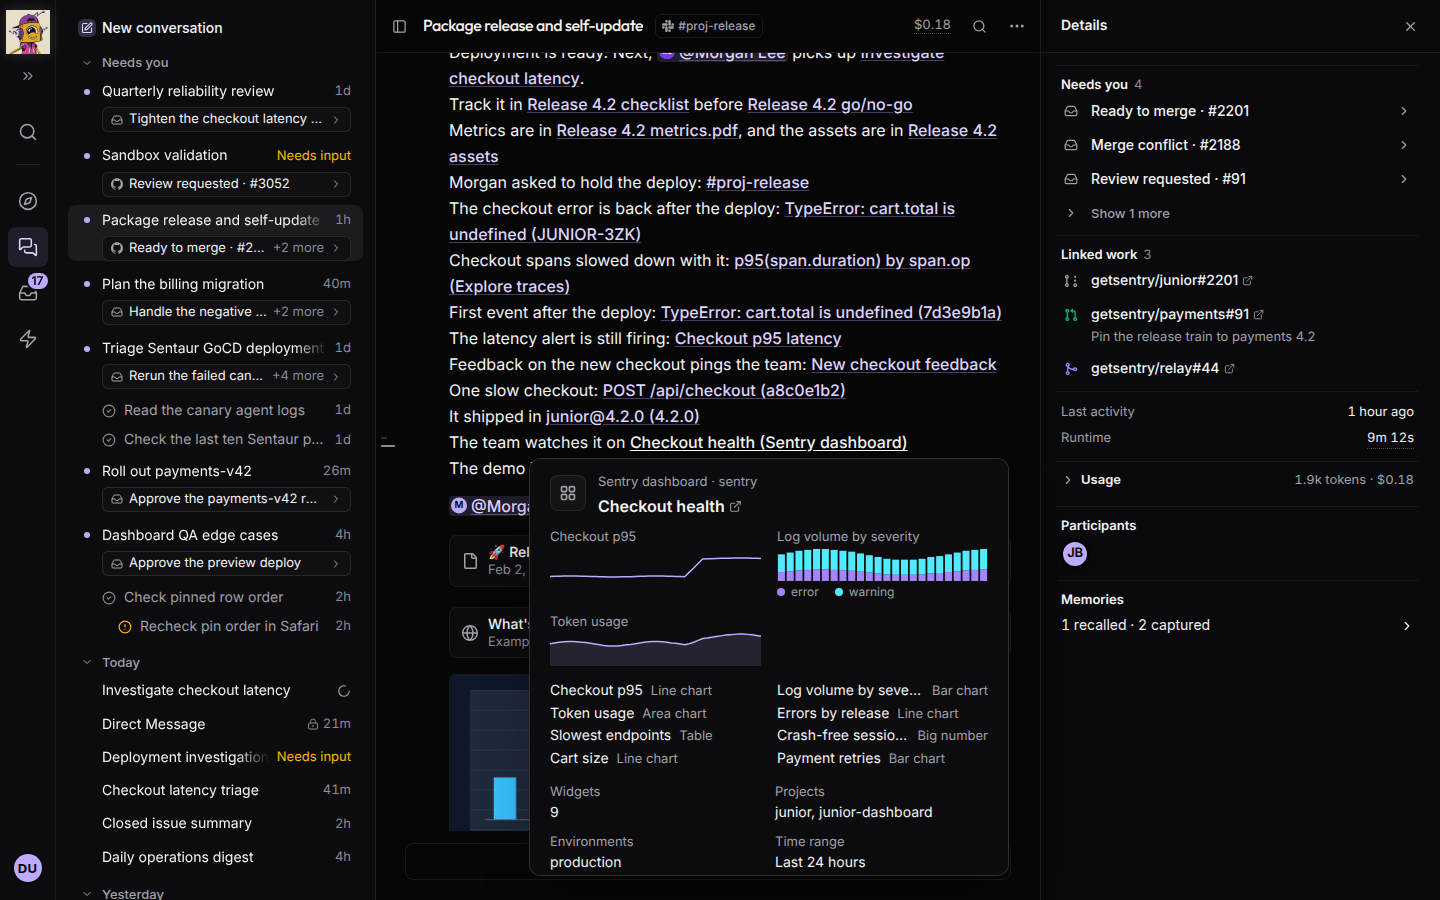 New conversation
Needs you
Quarterly reliability review 1d
Tighten the checkout latency ...
Sandbox validation Needs input
Review requested · #3052
Package release and self-update 1h
Ready to merge · #2... +2 more
Plan the billing migration 40m
Handle the negative ... +2 more
Triage Sentaur GoCD deployment 1d
Rerun the failed can... +4 more
Read the canary agent logs 1d
Check the last ten Sentaur p... 1d
Roll out payments-v42 26m
Approve the payments-v42 r...
Dashboard QA edge cases 4h
Approve the preview deploy
Check pinned row order 2h
Recheck pin order in Safari 2h
Today
Investigate checkout latency
Direct Message 21m
Deployment investigation Needs input
Checkout latency triage 41m
Closed issue summary 2h
Daily operations digest 4h
Yesterday
17
DU
Package release and self-update #proj-release $0.18
Deployment is ready. Next, @Morgan Lee picks up investigate
checkout latency.
Track it in Release 4.2 checklist before Release 4.2 go/no-go
Metrics are in Release 4.2 metrics.pdf, and the assets are in Release 4.2
assets
Morgan asked to hold the deploy: #proj-release
The checkout error is back after the deploy: TypeError: cart.total is
undefined (JUNIOR-3ZK)
Checkout spans slowed down with it: p95(span.duration) by span.op
(Explore traces)
First event after the deploy: TypeError: cart.total is undefined (7d3e9b1a)
The latency alert is still firing: Checkout p95 latency
Feedback on the new checkout pings the team: New checkout feedback
One slow checkout: POST /api/checkout (a8c0e1b2)
It shipped in junior@4.2.0 (4.2.0)
The team watches it on Checkout health (Sentry dashboard)
The demo
M @Morga
🚀 Rel
Feb 2,
What's
Examp
Sentry dashboard · sentry
Checkout health
Checkout p95
Log volume by severity
error warning
Token usage
Checkout p95 Line chart
Log volume by seve... Bar chart
Token usage Area chart
Errors by release Line chart
Slowest endpoints Table
Crash-free sessio... Big number
Cart size Line chart
Payment retries Bar chart
Widgets
9
Projects
junior, junior-dashboard
Environments
production
Time range
Last 24 hours
Details
Needs you 4
Ready to merge · #2201
Merge conflict · #2188
Review requested · #91
Show 1 more
Linked work 3
getsentry/junior#2201
getsentry/payments#91
Pin the release train to payments 4.2
getsentry/relay#44
Last activity 1 hour ago
Runtime 9m 12s
Usage 1.9k tokens · $0.18
Participants
JB
Memories
1 recalled · 2 captured